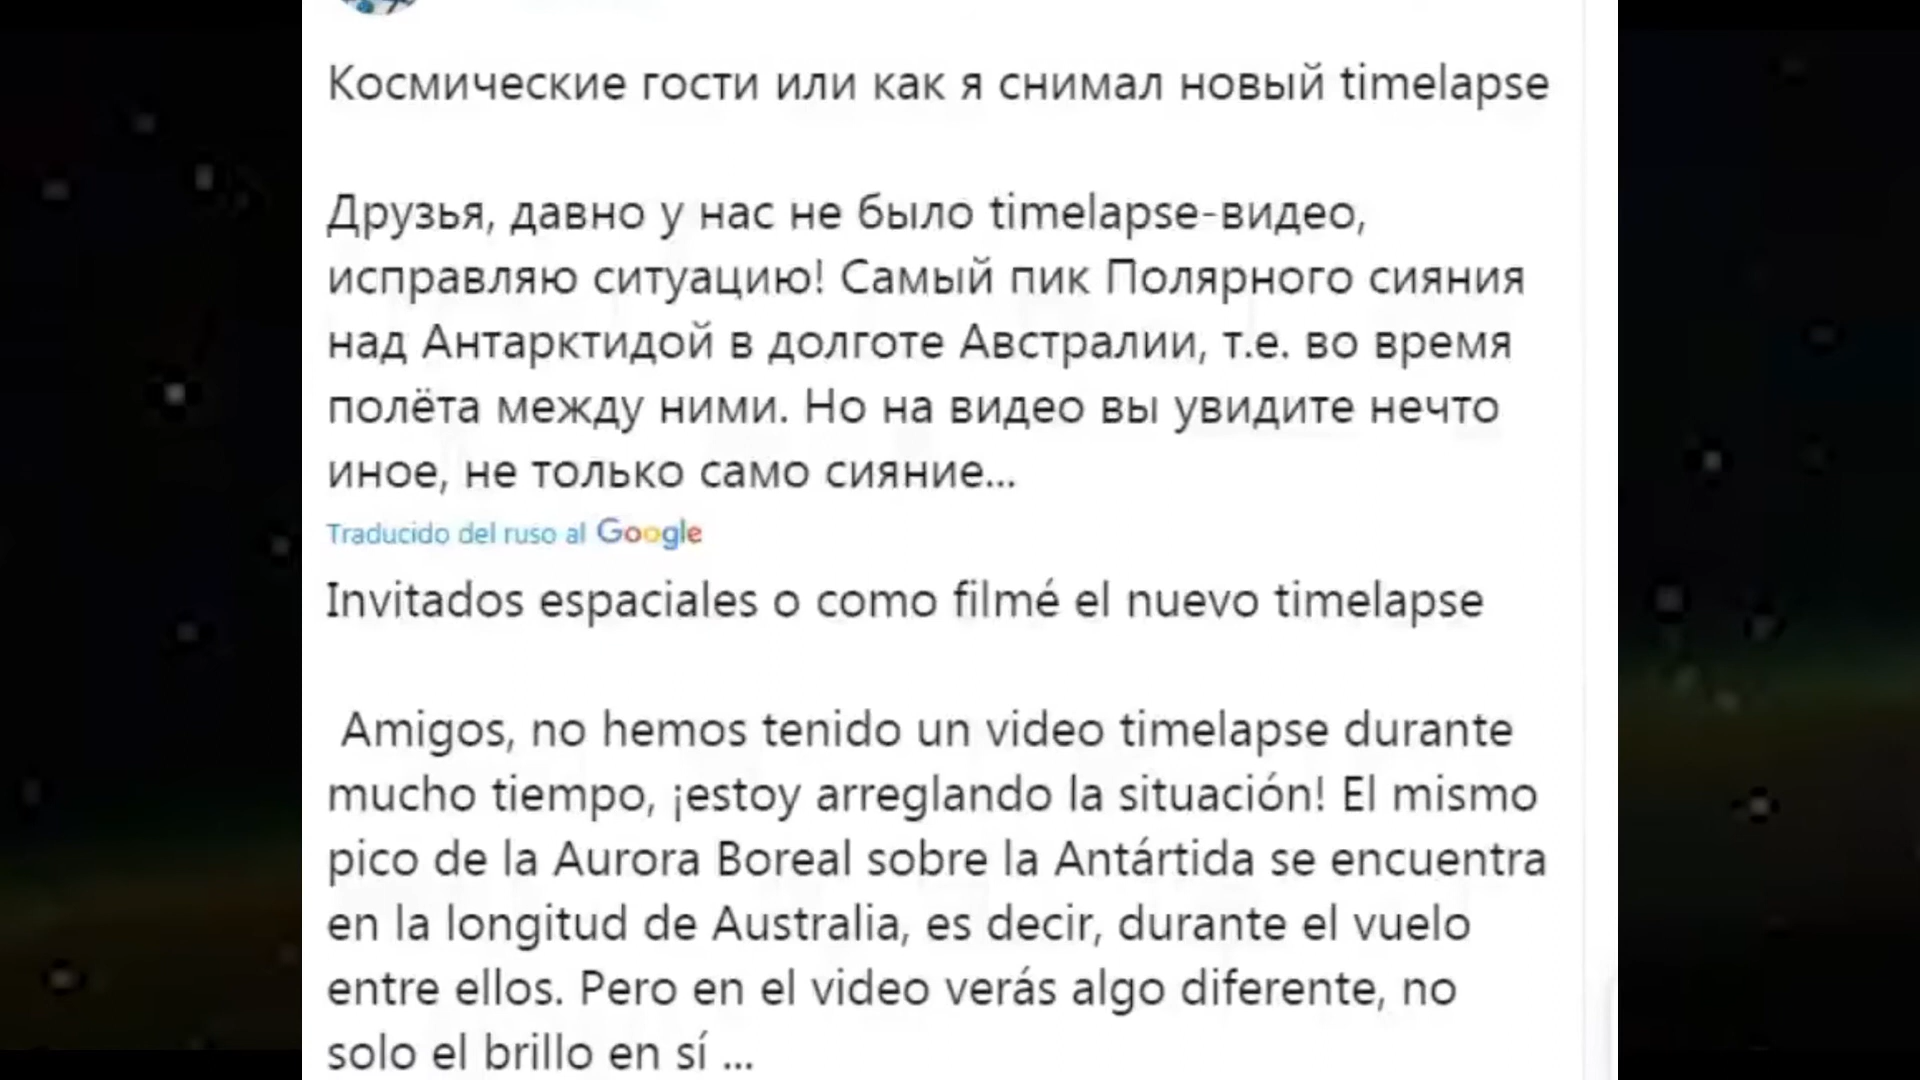 Космические гости или как я снимал новый timelapse
Друзья, давно у нас не было timelapse-видео,
исправляю ситуацию! Самый пик Полярного сияния
над Антарктидой в долготе Австралии, т.е. во время
полёта между ними. Но на видео вы увидите нечто
иное, не только само сияние...
Traducido del ruso al Google
Invitados espaciales o como filmé el nuevo timelapse
Amigos, no hemos tenido un video timelapse durante
mucho tiempo, ¡estoy arreglando la situación! El mismo
pico de la Aurora Boreal sobre la Antártida se encuentra
en la longitud de Australia, es decir, durante el vuelo
entre ellos. Pero en el video verás algo diferente, no
solo el brillo en sí ...